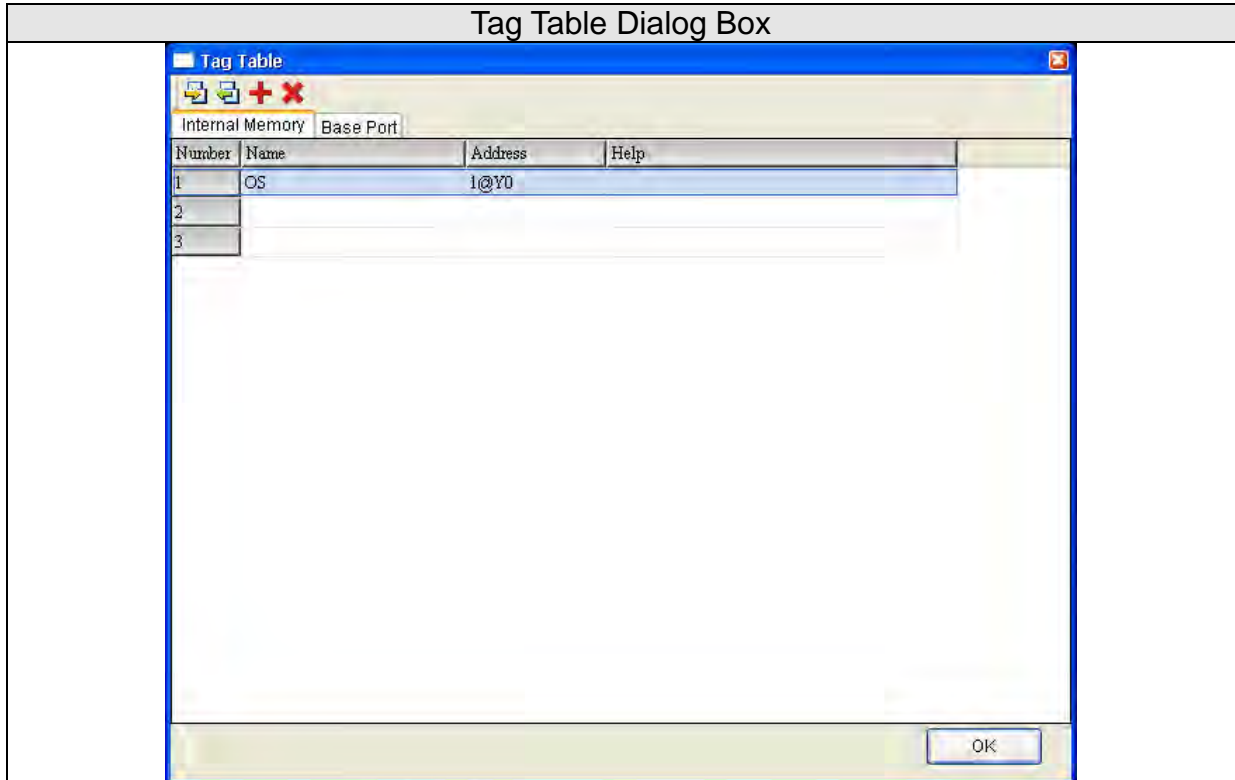 Tag Table Dialog Box
Tag Table
Internal Memory Base Port
Number Name Address Help
1 OS 1@Y0
2
3
OK